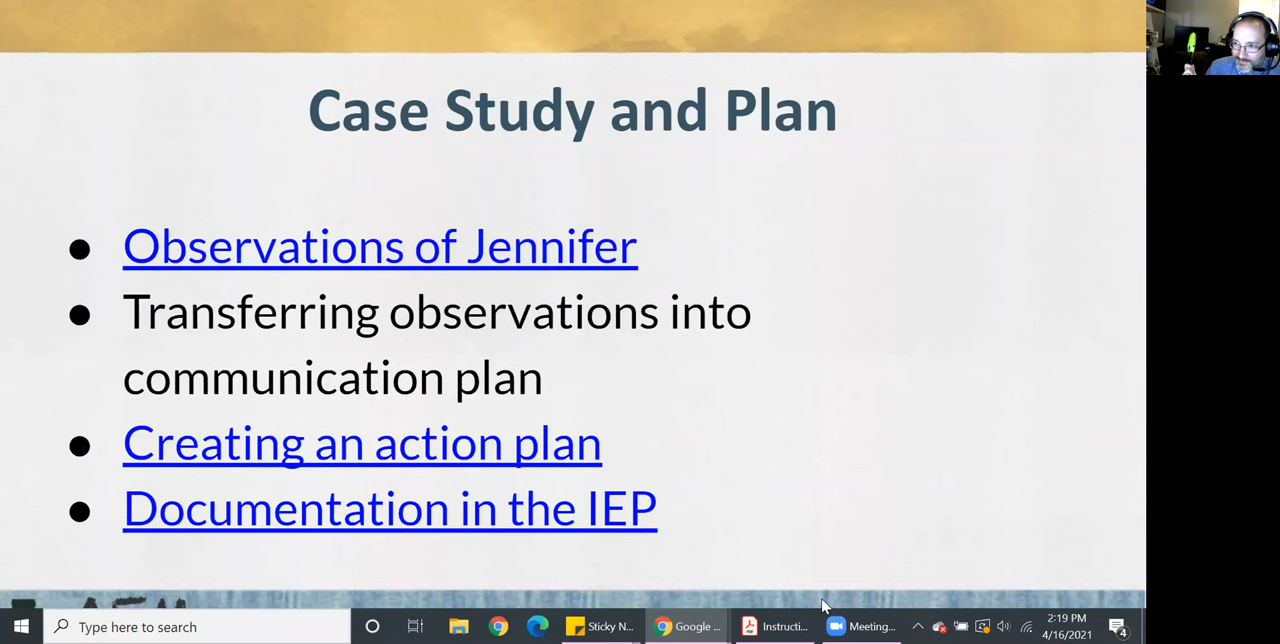 Case Study and Plan
● Observations of Jennifer
● Transferring observations into
communication plan
● Creating an action plan
● Documentation in the IEP
Type here to search
Sticky N...
Google ...
Instructi...
Meeting...
2:19 PM
4/16/2021
4